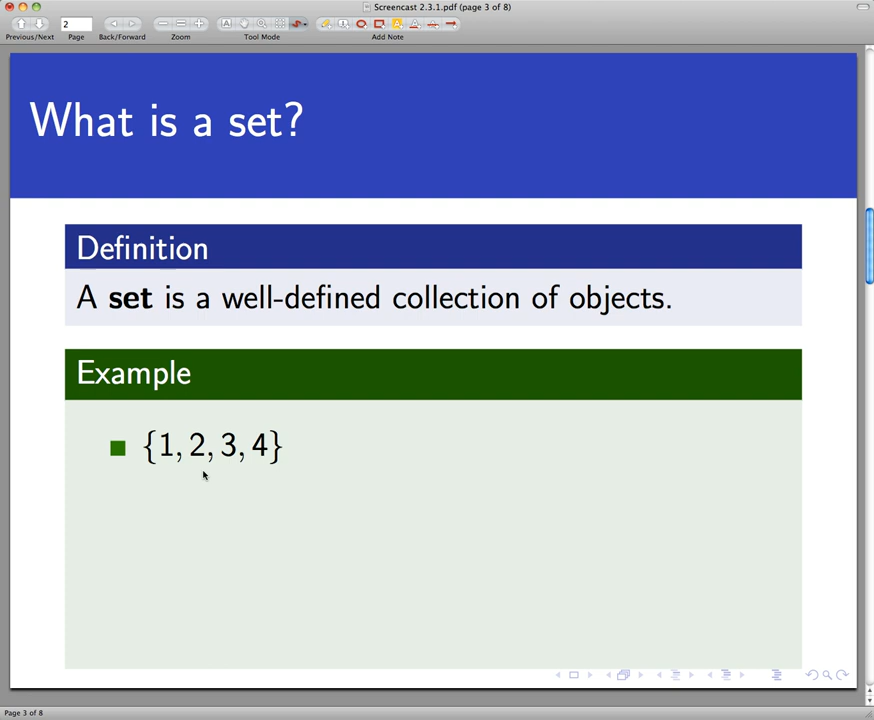 Screencast 2.3.1.pdf (page 3 of 8)
2
Previous/Next
Page
Back/Forward
Zoom
Tool Mode
Add Note
What is a set?
Definition
A set is a well-defined collection of objects.
Example
{1, 2, 3, 4}
Page 3 of 8